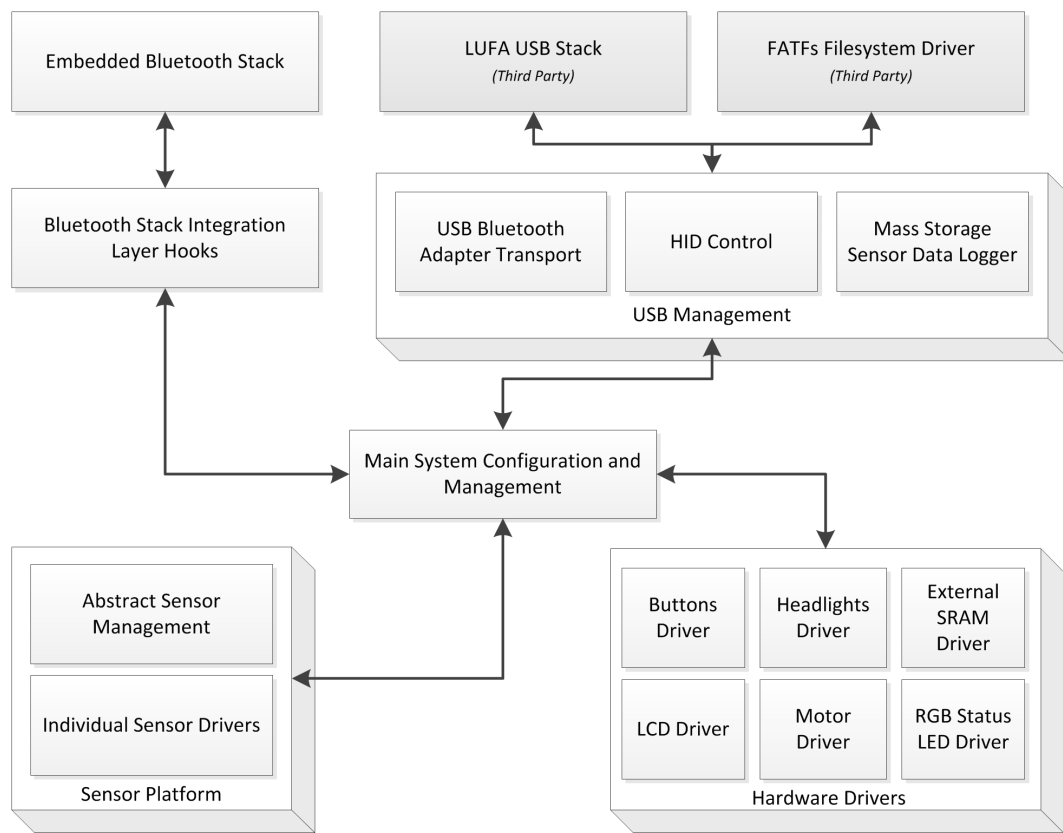 Embedded Bluetooth Stack
LUFA USB Stack
(Third Party)
FATFs Filesystem Driver
(Third Party)
Bluetooth Stack Integration
Layer Hooks
USB Bluetooth
Adapter Transport
HID Control
Mass Storage
Sensor Data Logger
USB Management
Main System Configuration and
Management
Abstract Sensor
Management
Individual Sensor Drivers
Sensor Platform
Buttons
Driver
Headlights
Driver
External
SRAM
Driver
LCD Driver
Motor
Driver
RGB Status
LED Driver
Hardware Drivers